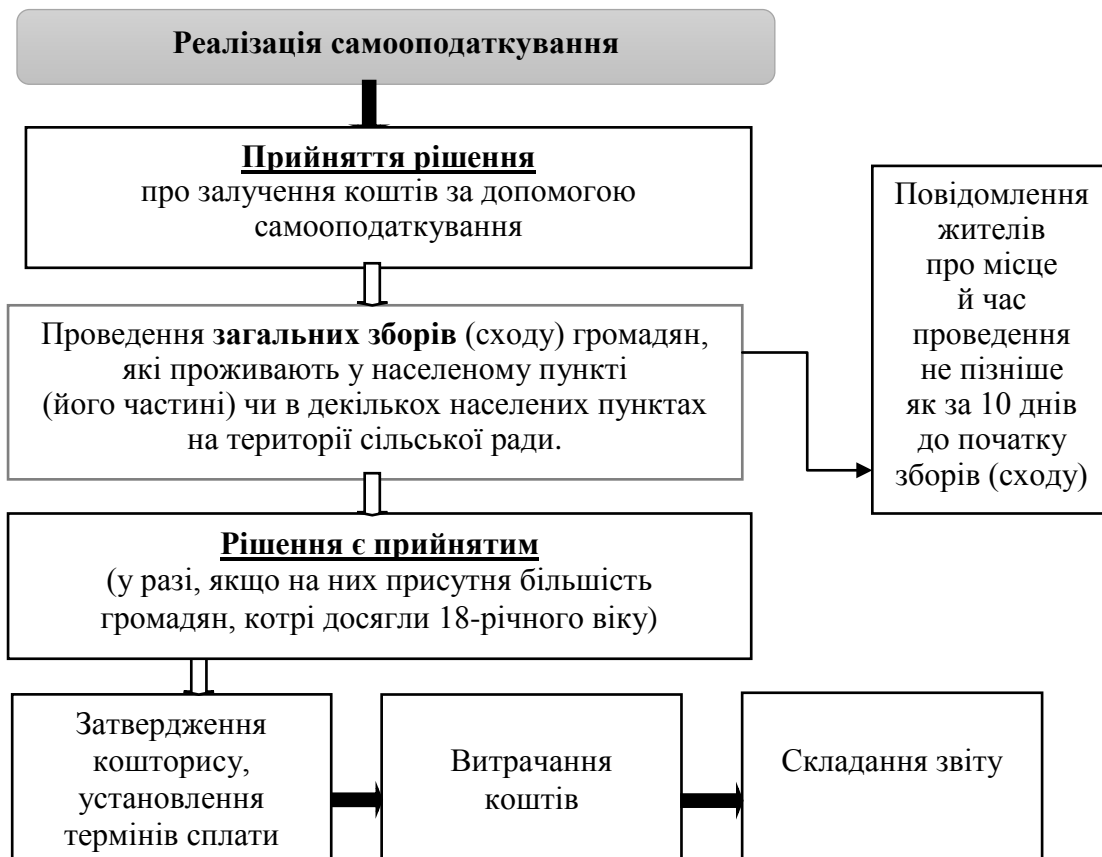 Реалізація самооподаткування
Прийняття рішення
про залучення коштів за допомогою
самооподаткування
Повідомлення
жителів
про місце
й час
проведення
не пізніше
як за 10 днів
до початку
зборів (сходу)
Проведення загальних зборів (сходу) громадян,
які проживають у населеному пункті
(його частині) чи в декількох населених пунктах
на території сільської ради.
Рішення є прийнятим
(у разі, якщо на них присутня більшість
громадян, котрі досягли 18-річного віку)
Затвердження
кошторису,
установлення
термінів сплати
Витрачання
коштів
Складання звіту